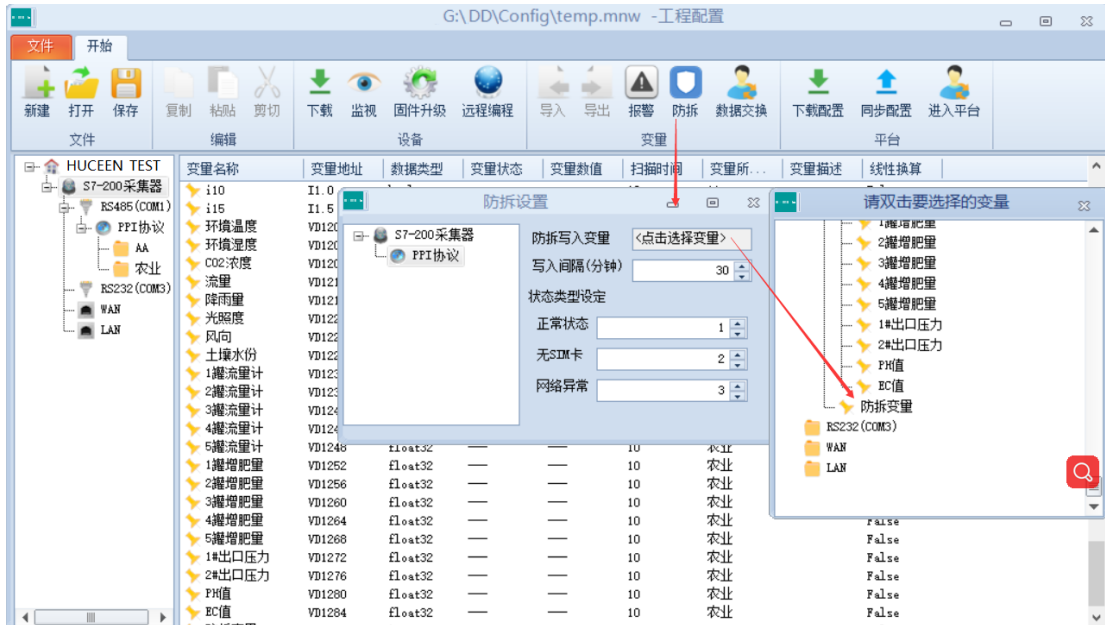 G:\DD\Config\temp.mnw -工程配置
文件 开始
新建 打开 保存 复制 粘贴 剪切 下载 监视 固件升级 远程编程 导入 导出 报警 防拆 数据交换 下载配置 同步配置 进入平台
文件 编辑 设备 变量 平台
HUCEEN TEST
S7-200采集器
RS485(COM1)
PPI协议
AA
农业
RS232(COM3)
WAN
LAN
变量名称 变量地址 数据类型 变量状态 变量数值 扫描时间 变量所... 变量描述 线性换算
i10 I1.0
i15 I1.5
环境温度 VD120
环境湿度 VD120
CO2浓度 VD120
流量 VD121
降雨量 VD121
光照度 VD122
风向 VD122
土壤水份 VD122
1罐流量计 VD123
2罐流量计 VD123
3罐流量计 VD124
4罐流量计 VD124
5罐流量计 VD1248 float32 —— —— 10 农业
1罐增肥量 VD1252 float32 —— —— 10 农业
2罐增肥量 VD1256 float32 —— —— 10 农业
3罐增肥量 VD1260 float32 —— —— 10 农业
4罐增肥量 VD1264 float32 —— —— 10 农业 False
5罐增肥量 VD1268 float32 —— —— 10 农业 False
1#出口压力 VD1272 float32 —— —— 10 农业 False
2#出口压力 VD1276 float32 —— —— 10 农业 False
PH值 VD1280 float32 —— —— 10 农业 False
EC值 VD1284 float32 —— —— 10 农业 False
防拆设置
S7-200采集器
PPI协议
防拆写入变量 <点击选择变量>
写入间隔(分钟) 30
状态类型设定
正常状态 1
无SIM卡 2
网络异常 3
请双击要选择的变量
1罐增肥量
2罐增肥量
3罐增肥量
4罐增肥量
5罐增肥量
1#出口压力
2#出口压力
PH值
EC值
防拆变量
RS232(COM3)
WAN
LAN